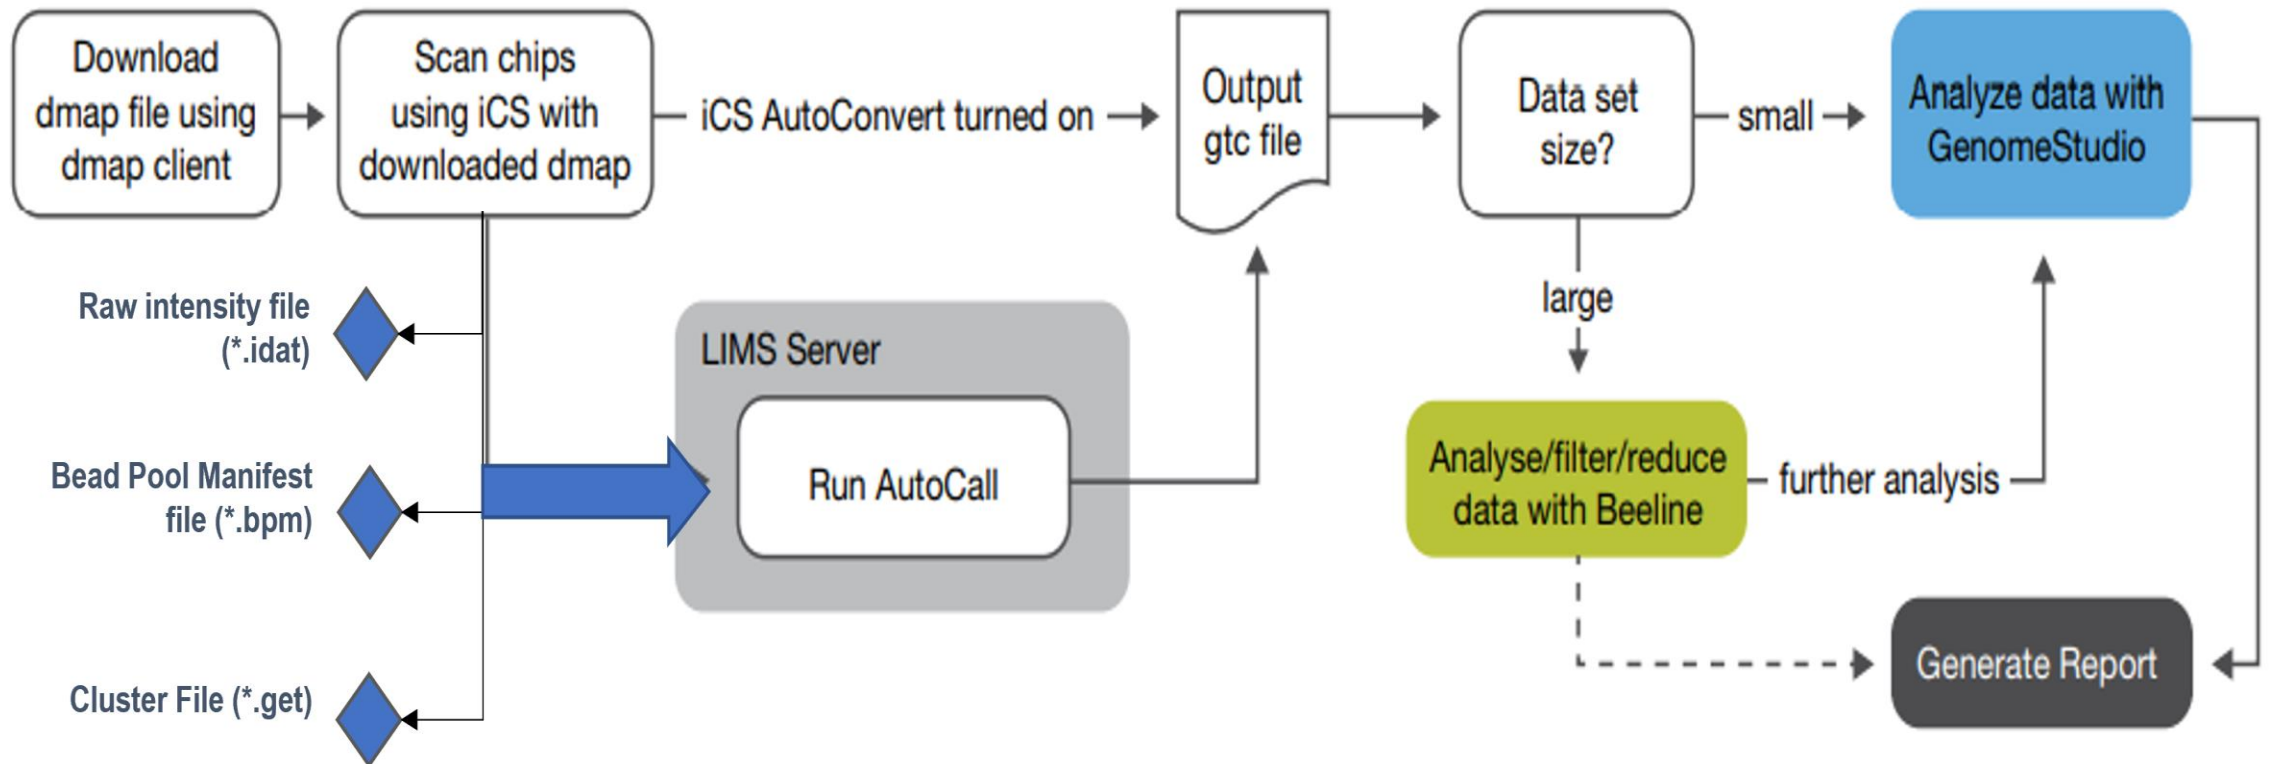 Download
dmap file using
dmap client
Scan chips
using iCS with
downloaded dmap
iCS AutoConvert turned on
Output
gtc file
Data set
size?
small
Analyze data with
GenomeStudio
Raw intensity file
(*.idat)
large
LIMS Server
Bead Pool Manifest
file (*.bpm)
Run AutoCall
Analyse/filter/reduce
data with Beeline
further analysis
Cluster File (*.get)
Generate Report